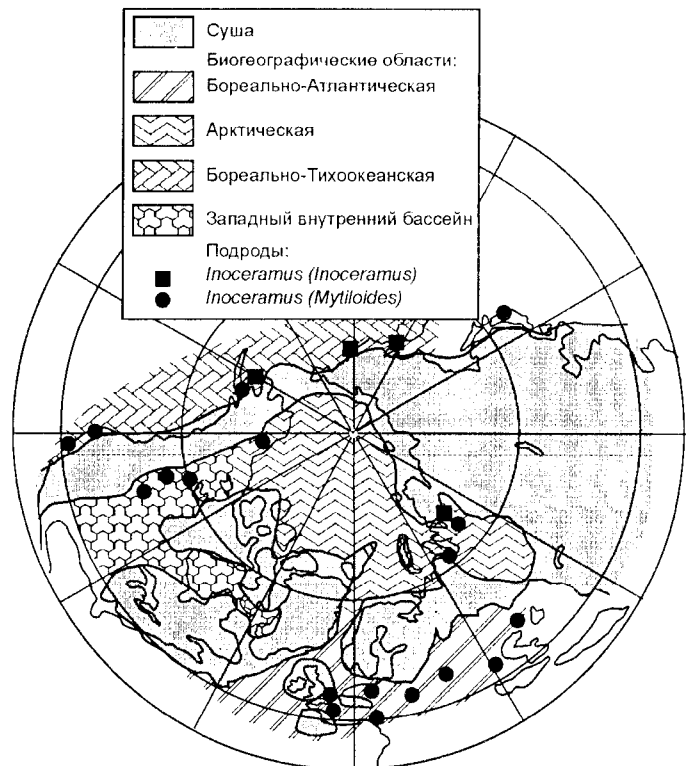 Суша
Биогеографические области:
Бореально-Атлантическая
Арктическая
Бореально-Тихоокеанская
Западный внутренний бассейн
Подроды:
Inoceramus (Inoceramus)
Inoceramus (Mytiloides)